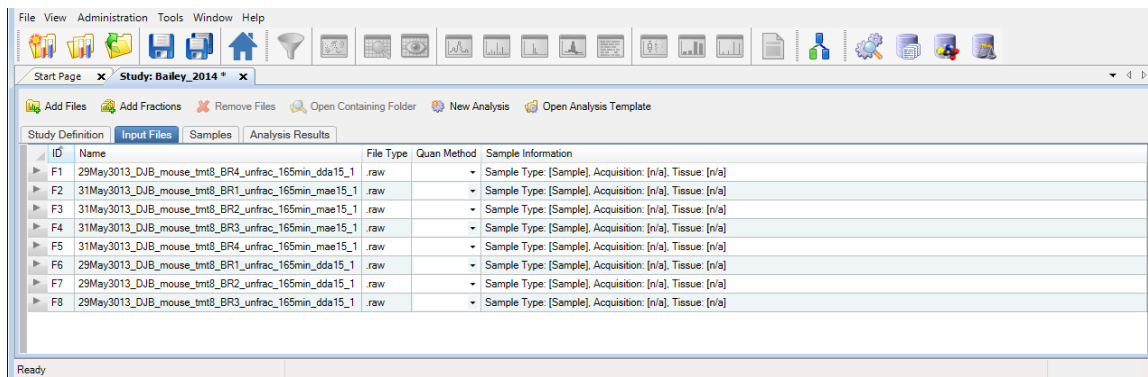 File View Administration Tools Window Help
Start Page x Study: Bailey_2014 * x
Add Files Add Fractions Remove Files Open Containing Folder New Analysis Open Analysis Template
Study Definition Input Files Samples Analysis Results
ID Name File Type Quan Method Sample Information
F1 29May3013_DJB_mouse_tmt8_BR4_unfrac_165min_dda15_1 .raw Sample Type: [Sample], Acquisition: [n/a], Tissue: [n/a]
F2 31May3013_DJB_mouse_tmt8_BR1_unfrac_165min_mae15_1 .raw Sample Type: [Sample], Acquisition: [n/a], Tissue: [n/a]
F3 31May3013_DJB_mouse_tmt8_BR2_unfrac_165min_mae15_1 .raw Sample Type: [Sample], Acquisition: [n/a], Tissue: [n/a]
F4 31May3013_DJB_mouse_tmt8_BR3_unfrac_165min_mae15_1 .raw Sample Type: [Sample], Acquisition: [n/a], Tissue: [n/a]
F5 31May3013_DJB_mouse_tmt8_BR4_unfrac_165min_mae15_1 .raw Sample Type: [Sample], Acquisition: [n/a], Tissue: [n/a]
F6 29May3013_DJB_mouse_tmt8_BR1_unfrac_165min_dda15_1 .raw Sample Type: [Sample], Acquisition: [n/a], Tissue: [n/a]
F7 29May3013_DJB_mouse_tmt8_BR2_unfrac_165min_dda15_1 .raw Sample Type: [Sample], Acquisition: [n/a], Tissue: [n/a]
F8 29May3013_DJB_mouse_tmt8_BR3_unfrac_165min_dda15_1 .raw Sample Type: [Sample], Acquisition: [n/a], Tissue: [n/a]
Ready